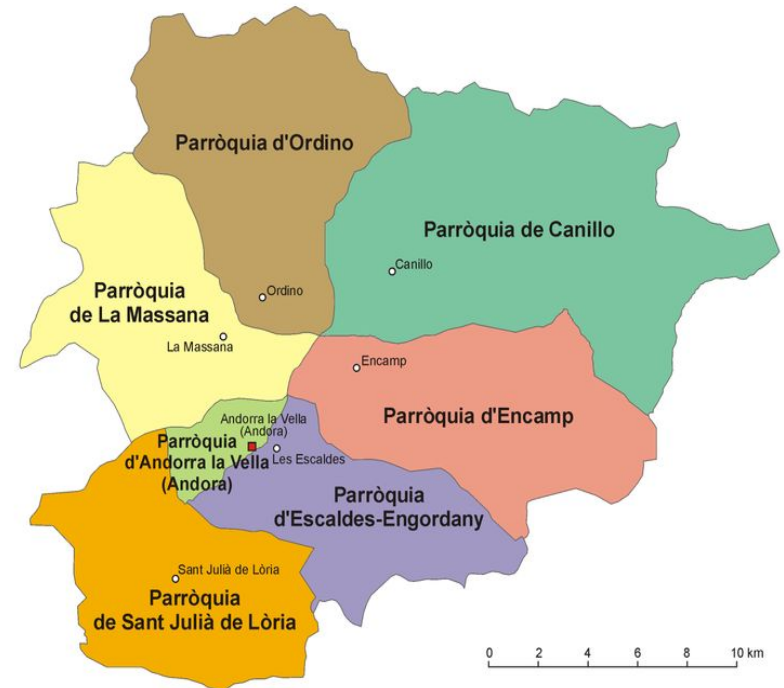 Parròquia d'Ordino
Parròquia de Canillo
Canillo
Ordino
Parròquia
de La Massana
La Massana
Encamp
Parròquia d'Encamp
Andorra la Vella
(Andora)
Parròquia
d'Andorra la Vella
(Andora)
Les Escaldes
Parròquia
d'Escaldes-Engordany
Sant Julià de Lòria
Parròquia
de Sant Julià de Lòria
0 2 4 6 8 10 km